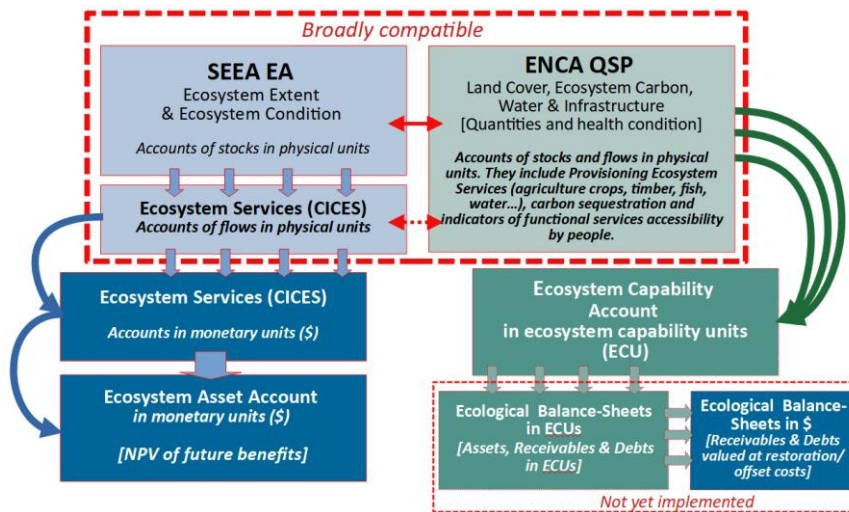 Broadly compatible
SEEA EA
Ecosystem Extent
& Ecosystem Condition
Accounts of stocks in physical units
Ecosystem Services (CICES)
Accounts of flows in physical units
ENCA QSP
Land Cover, Ecosystem Carbon,
Water & Infrastructure
[Quantities and health condition]
Accounts of stocks and flows in physical
units. They include Provisioning Ecosystem
Services (agriculture crops, timber, fish,
water...), carbon sequestration and
indicators of functional services accessibility
by people.
Ecosystem Services (CICES)
Accounts in monetary units ($)
Ecosystem Asset Account
in monetary units ($)
[NPV of future benefits]
Ecosystem Capability
Account
in ecosystem capability units
(ECU)
Ecological Balance-Sheets
in ECUs
[Assets, Receivables & Debts
in ECUs]
Ecological Balance-
Sheets in $
[Receivables & Debts
valued at restoration/
offset costs]
Not yet implemented